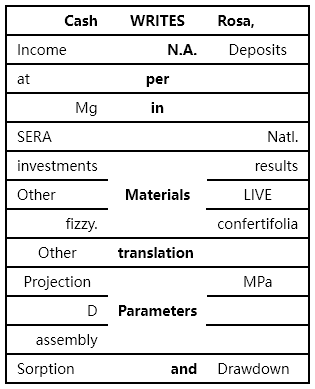 Cash WRITES Rosa,
Income N.A. Deposits
at per
Mg in
SERA Natl.
investments results
Other Materials LIVE
fizzy. confertifolia
Other translation
Projection MPa
D Parameters
assembly
Sorption and Drawdown